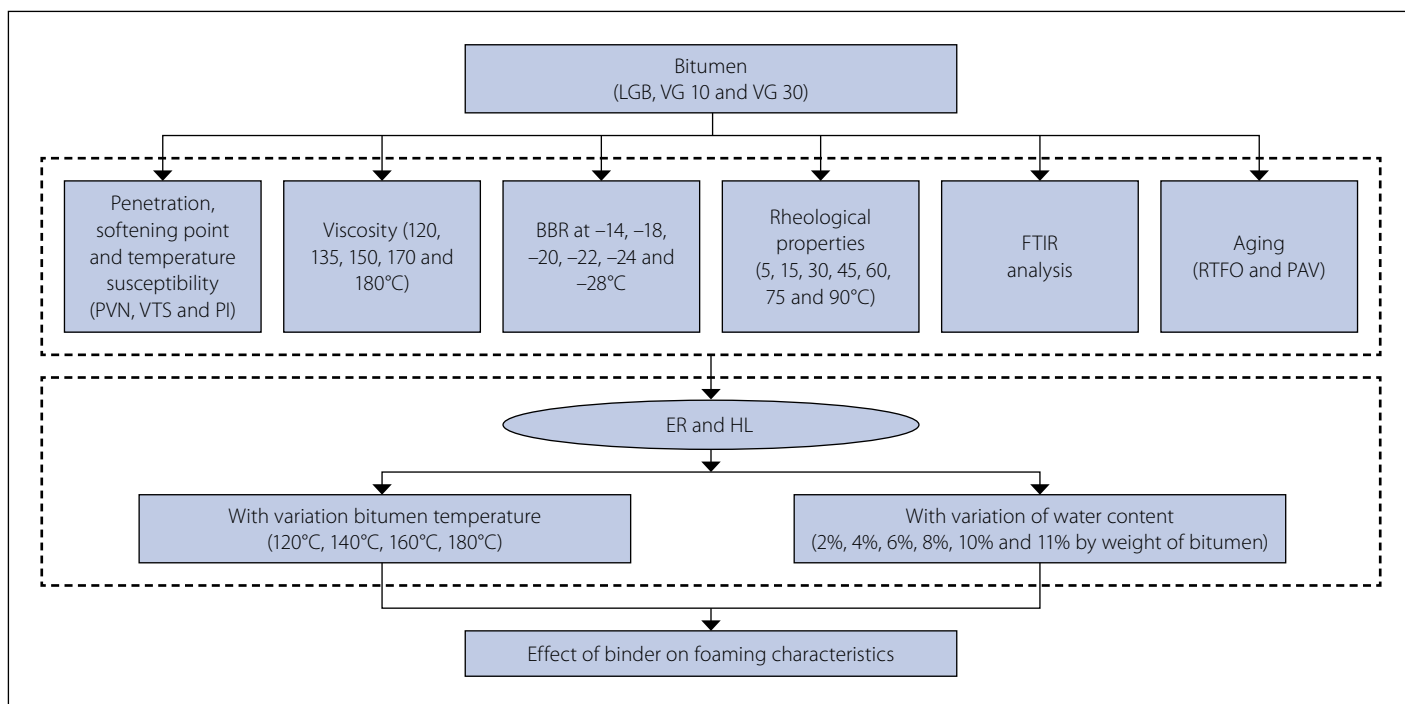 Bitumen
(LGB, VG 10 and VG 30)
Penetration,
softening point
and temperature
susceptibility
(PVN, VTS and PI)
Viscosity (120,
135, 150, 170 and
180°C)
BBR at –14, –18,
–20, –22, –24 and
–28°C
Rheological
properties
(5, 15, 30, 45, 60,
75 and 90°C)
FTIR
analysis
Aging
(RTFO and PAV)
ER and HL
With variation bitumen temperature
(120°C, 140°C, 160°C, 180°C)
With variation of water content
(2%, 4%, 6%, 8%, 10% and 11% by weight of bitumen)
Effect of binder on foaming characteristics